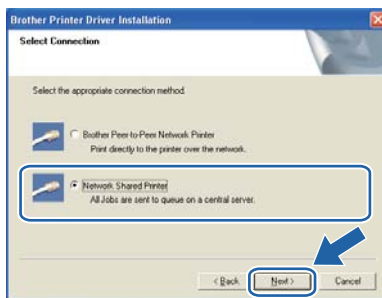 Brother Printer Driver Installation
Select Connection
Select the appropriate connection method.
Brother Peer-to-Peer Network Printer
Print directly to the printer over the network.
Network Shared Printer
All Jobs are sent to queue on a central server.
< Back
Next >
Cancel